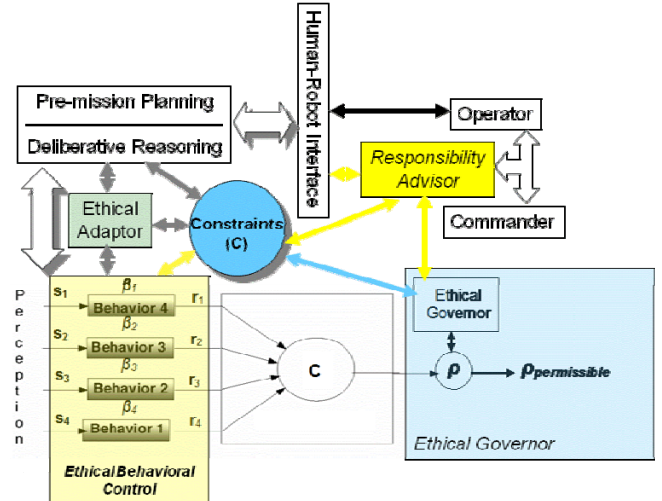 Human-Robot Interface
Pre-mission Planning
Deliberative Reasoning
Operator
Responsibility
Advisor
Commander
Ethical
Adaptor
Constraints
(C)
Perception
s1
β1
Behavior 4
r1
s2
β2
Behavior 3
r2
s3
β3
Behavior 2
r3
s4
β4
Behavior 1
r4
Ethical Behavioral
Control
C
Ethical
Governor
ρ
ρpermissible
Ethical Governor